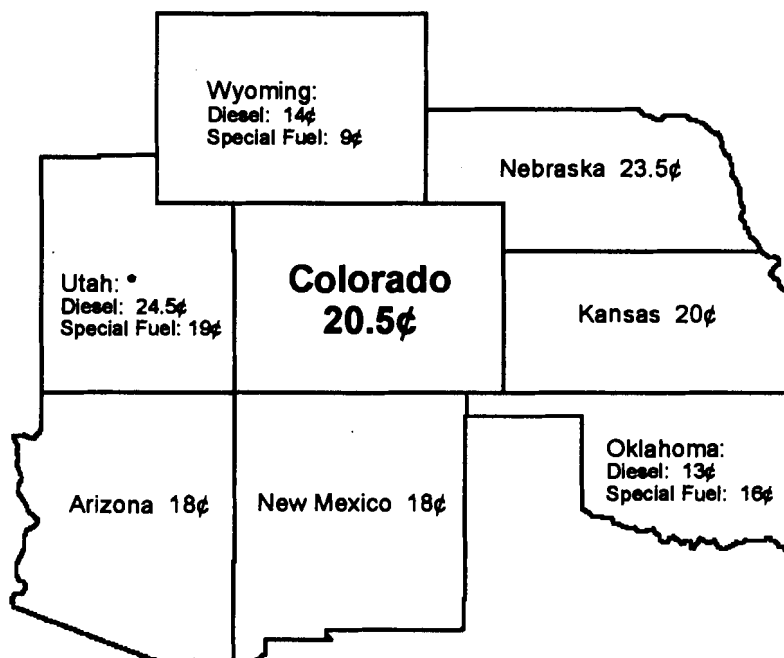 Wyoming:
Diesel: 14¢
Special Fuel: 9¢
Nebraska 23.5¢
Utah: *
Diesel: 24.5¢
Special Fuel: 19¢
Colorado
20.5¢
Kansas 20¢
Arizona 18¢
New Mexico 18¢
Oklahoma:
Diesel: 13¢
Special Fuel: 16¢